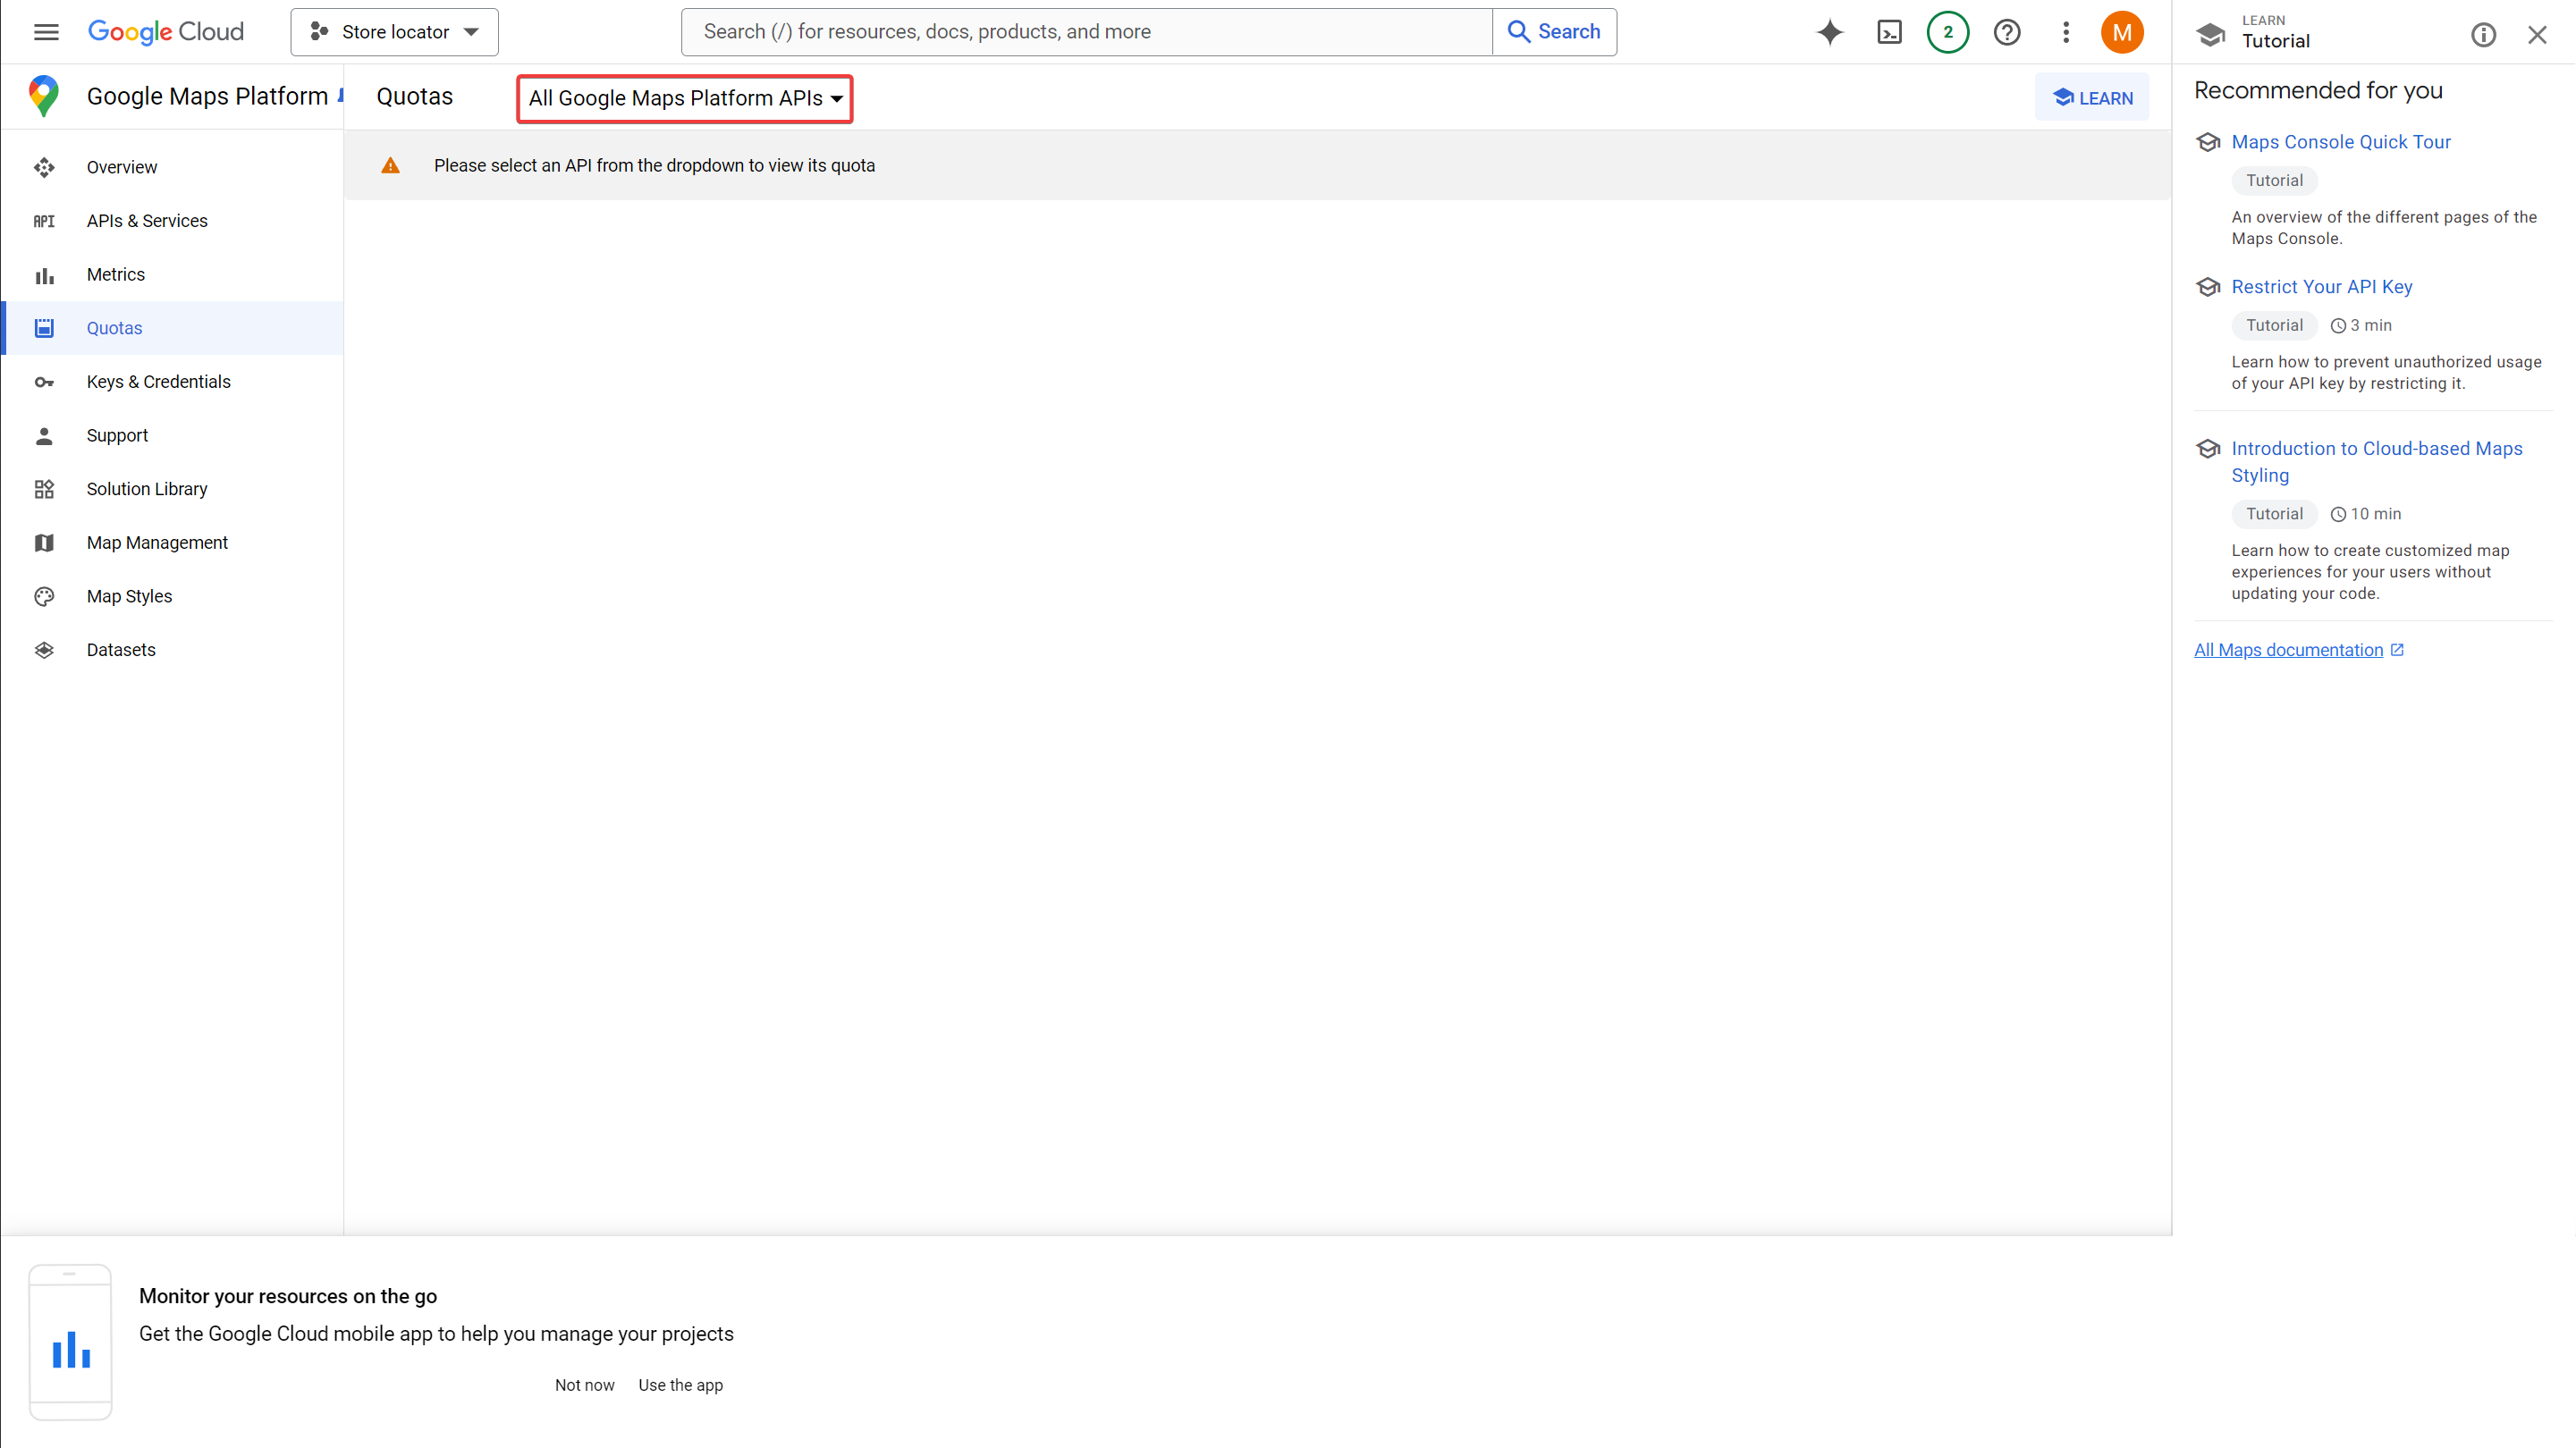 Google Cloud
Store locator
Search (/) for resources, docs, products, and more
Search
2
M
LEARN
Tutorial
Google Maps Platform
Quotas
All Google Maps Platform APIs
LEARN
Recommended for you
Overview
API
APIs & Services
Metrics
Quotas
Keys & Credentials
Support
Solution Library
Map Management
Map Styles
Datasets
Please select an API from the dropdown to view its quota
Maps Console Quick Tour
Tutorial
An overview of the different pages of the
Maps Console.
Restrict Your API Key
Tutorial
3 min
Learn how to prevent unauthorized usage
of your API key by restricting it.
Introduction to Cloud-based Maps
Styling
Tutorial
10 min
Learn how to create customized map
experiences for your users without
updating your code.
All Maps documentation
Monitor your resources on the go
Get the Google Cloud mobile app to help you manage your projects
Not now
Use the app